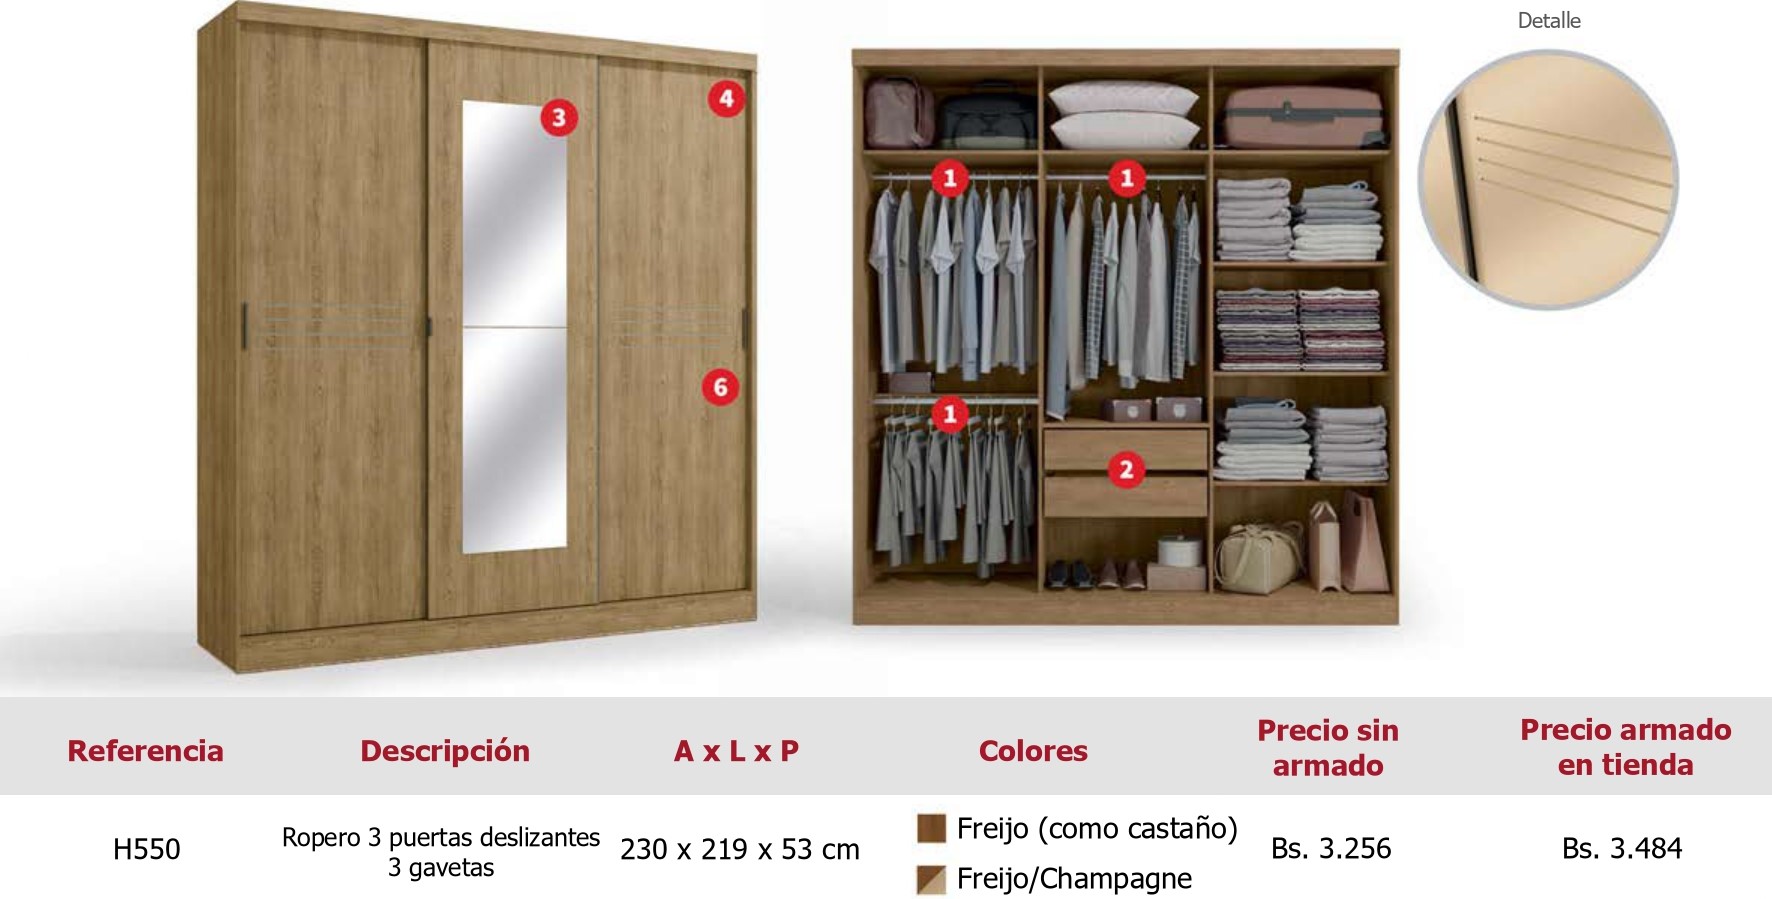 Detalle
4
3
1
1
6
1
2
Referencia
Descripción
A x L x P
Colores
Precio sin
armado
Precio armado
en tienda
H550
Ropero 3 puertas deslizantes
3 gavetas
230 x 219 x 53 cm
Freijo (como castaño)
Freijo/Champagne
Bs. 3.256
Bs. 3.484